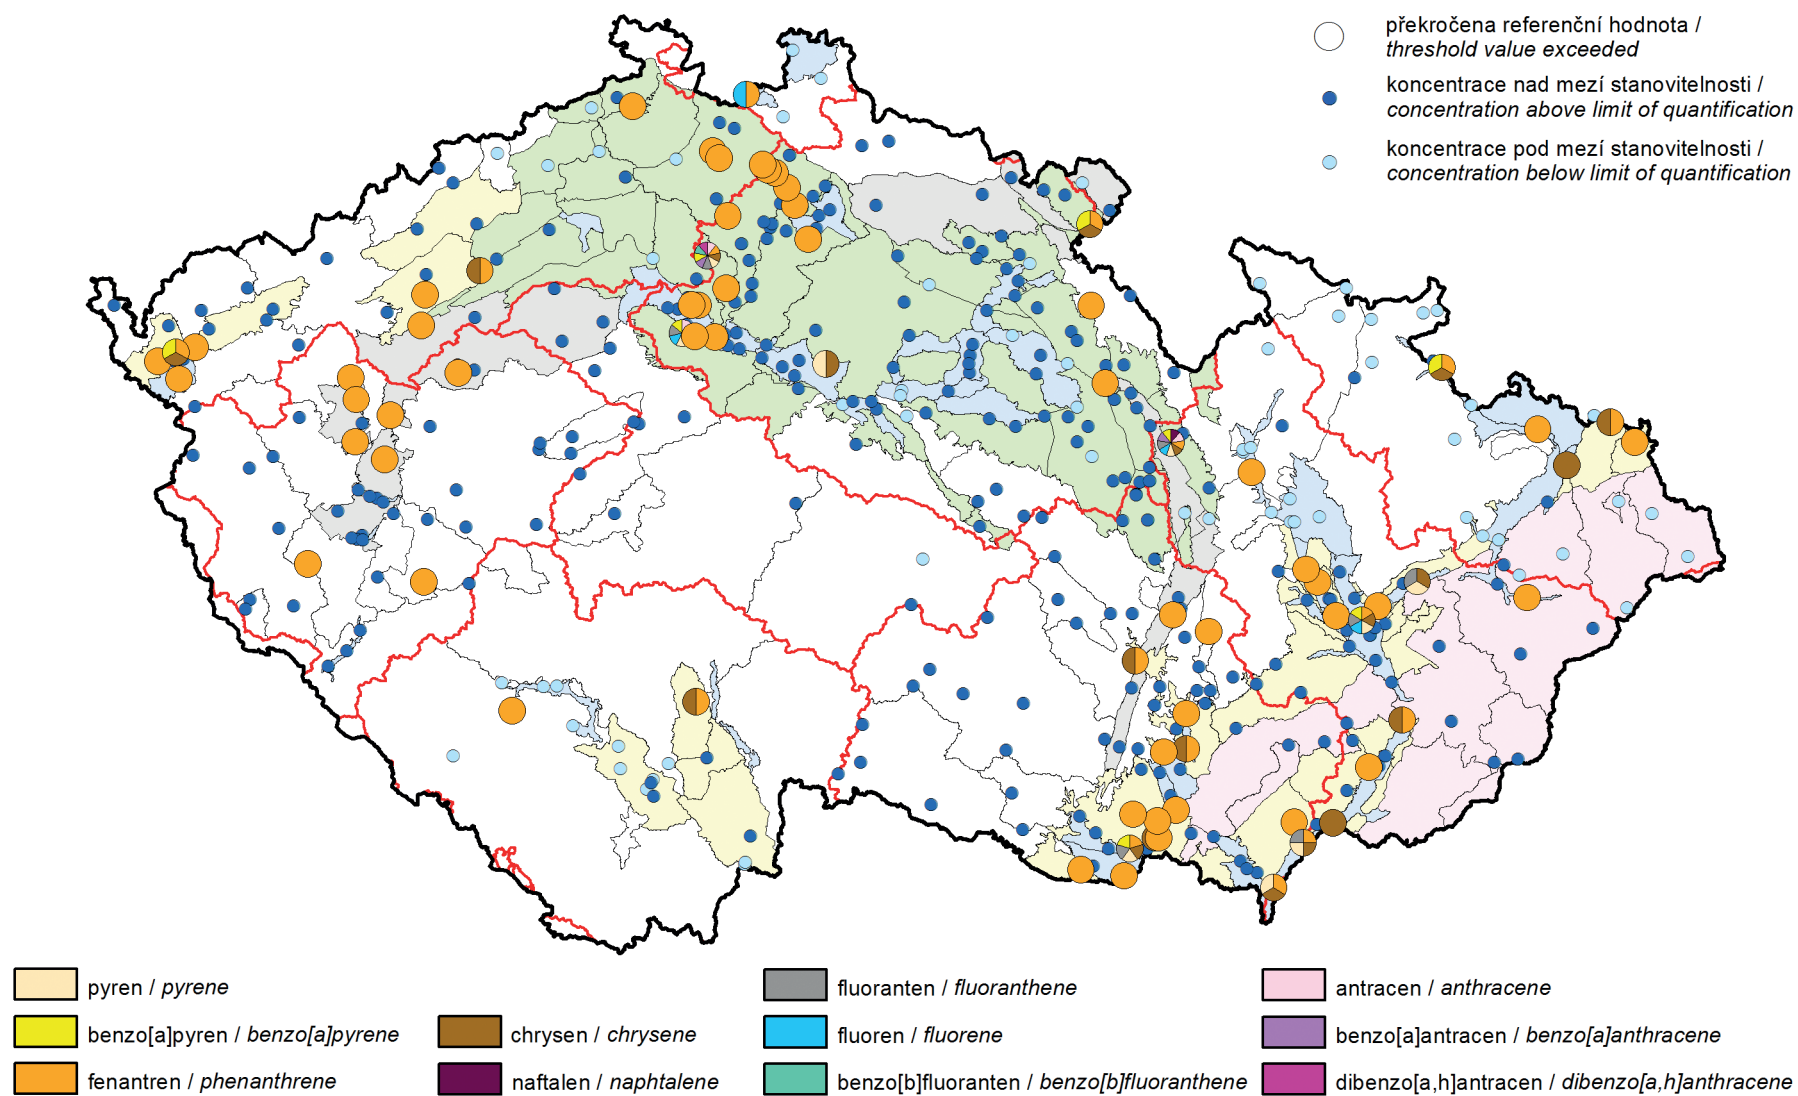 překročena referenční hodnota /
threshold value exceeded
koncentrace nad mezí stanovitelnosti /
concentration above limit of quantification
koncentrace pod mezí stanovitelnosti /
concentration below limit of quantification
pyren / pyrene
benzo[a]pyren / benzo[a]pyrene
fenantren / phenanthrene
chrysen / chrysene
naftalen / naphtalene
fluoranten / fluoranthene
fluoren / fluorene
benzo[b]fluoranten / benzo[b]fluoranthene
antracen / anthracene
benzo[a]antracen / benzo[a]anthracene
dibenzo[a,h]antracen / dibenzo[a,h]anthracene